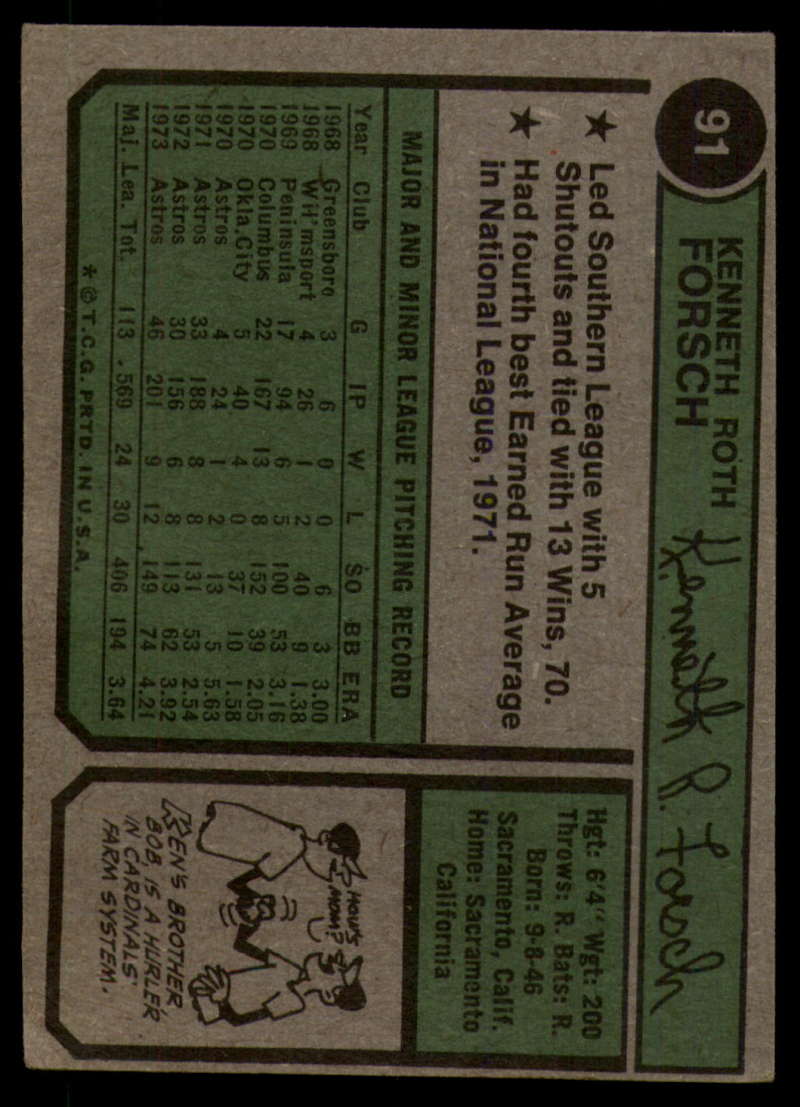 91
KENNETH ROTH
FORSCH
Kenneth R. Forsch
★ Led Southern League with 5
Shutouts and tied with 13 Wins, 70.
★ Had fourth best Earned Run Average
in National League, 1971.
Hgt: 6'4" Wgt: 200
Throws: R. Bats: R.
Born: 9-8-46
Sacramento, Calif.
Home: Sacramento
California
MAJOR AND MINOR LEAGUE PITCHING RECORD
Year Club G IP W L SO BB ERA
1968 Greensboro 3 6 0 0 6 3 3.00
1968 W'I'msport 4 26 1 2 40 9 1.38
1969 Peninsula 17 94 6 5 100 53 3.16
1970 Columbus 22 167 13 8 152 39 2.05
1970 Okla.City 5 40 4 0 37 10 1.58
1970 Astros 4 24 1 2 13 5 5.63
1971 Astros 33 188 8 8 131 53 2.54
1972 Astros 30 156 6 8 113 62 3.92
1973 Astros 46 201 9 12 149 74 4.21
Maj. Lea. Tot. 113 .569 24 30 406 194 3.64
* © T.C.G. PRTD. IN U.S.A.
HOW'S
MOM?
KEN'S BROTHER,
BOB, IS A HURLER
IN CARDINALS'
FARM SYSTEM.